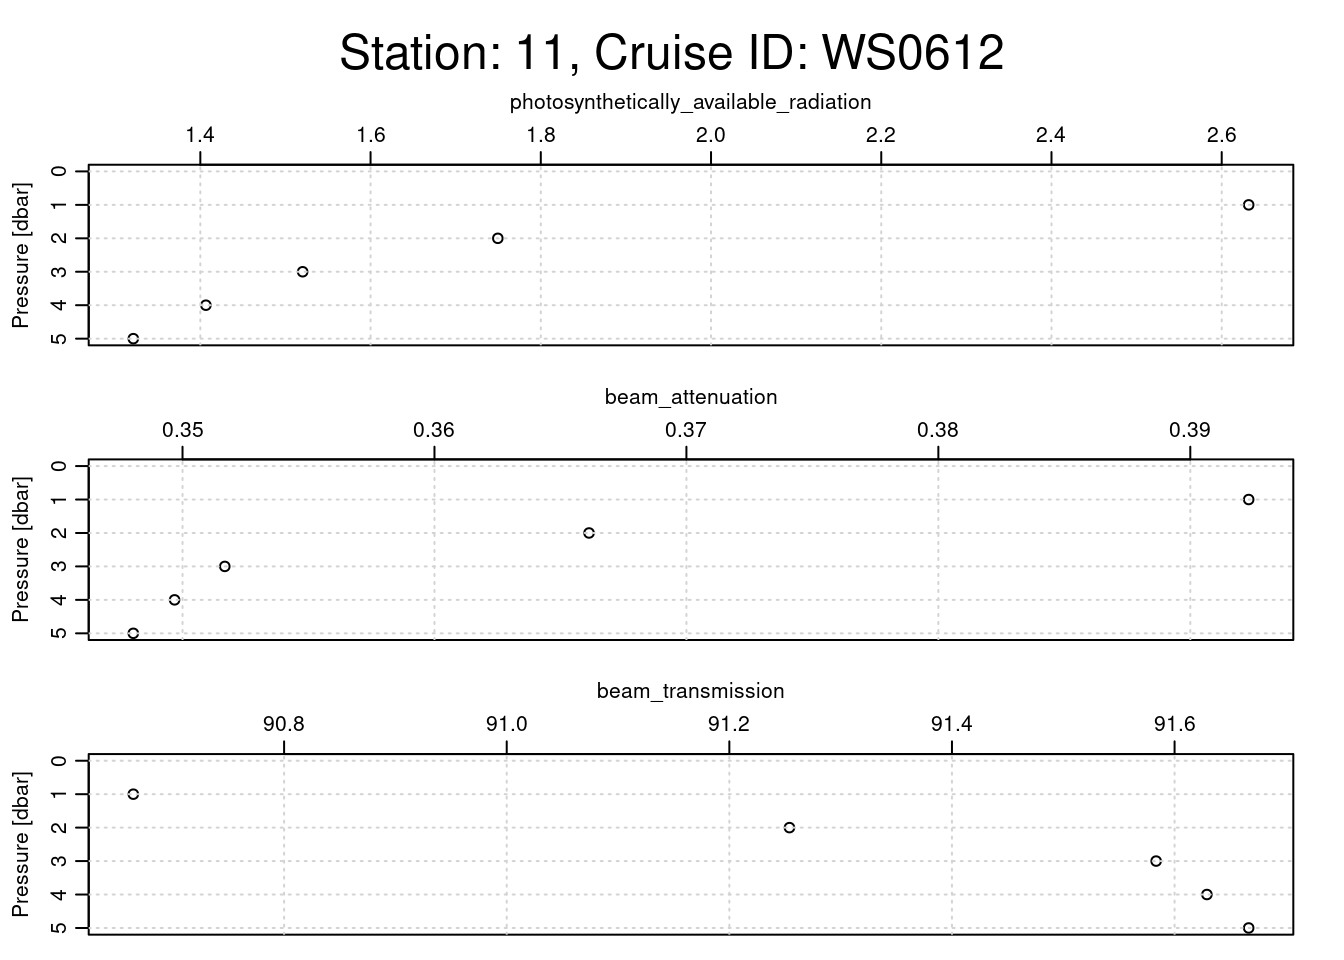 Station: 11, Cruise ID: WS0612
photosynthetically_available_radiation
1.4 1.6 1.8 2.0 2.2 2.4 2.6
Pressure [dbar]
0
1
2
3
4
5
beam_attenuation
0.35 0.36 0.37 0.38 0.39
Pressure [dbar]
0
1
2
3
4
5
beam_transmission
90.8 91.0 91.2 91.4 91.6
Pressure [dbar]
0
1
2
3
4
5